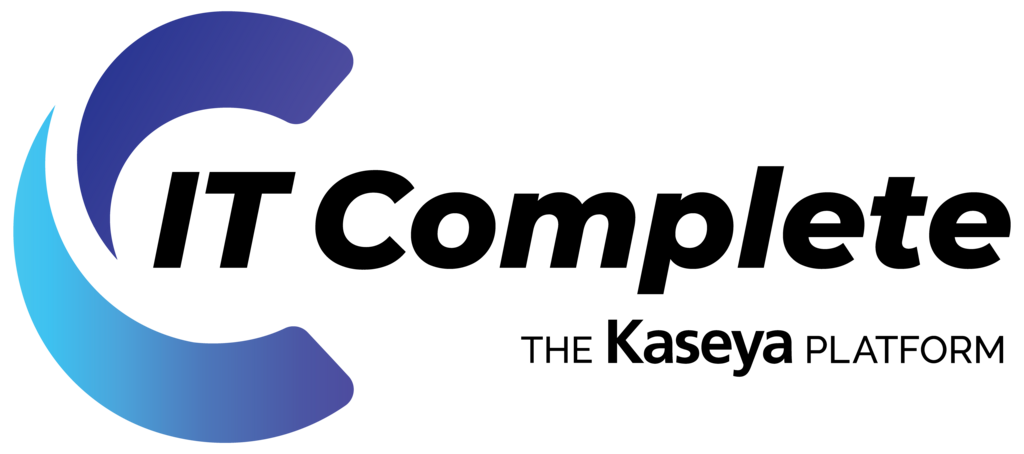 IT Complete
THE Kaseya PLATFORM